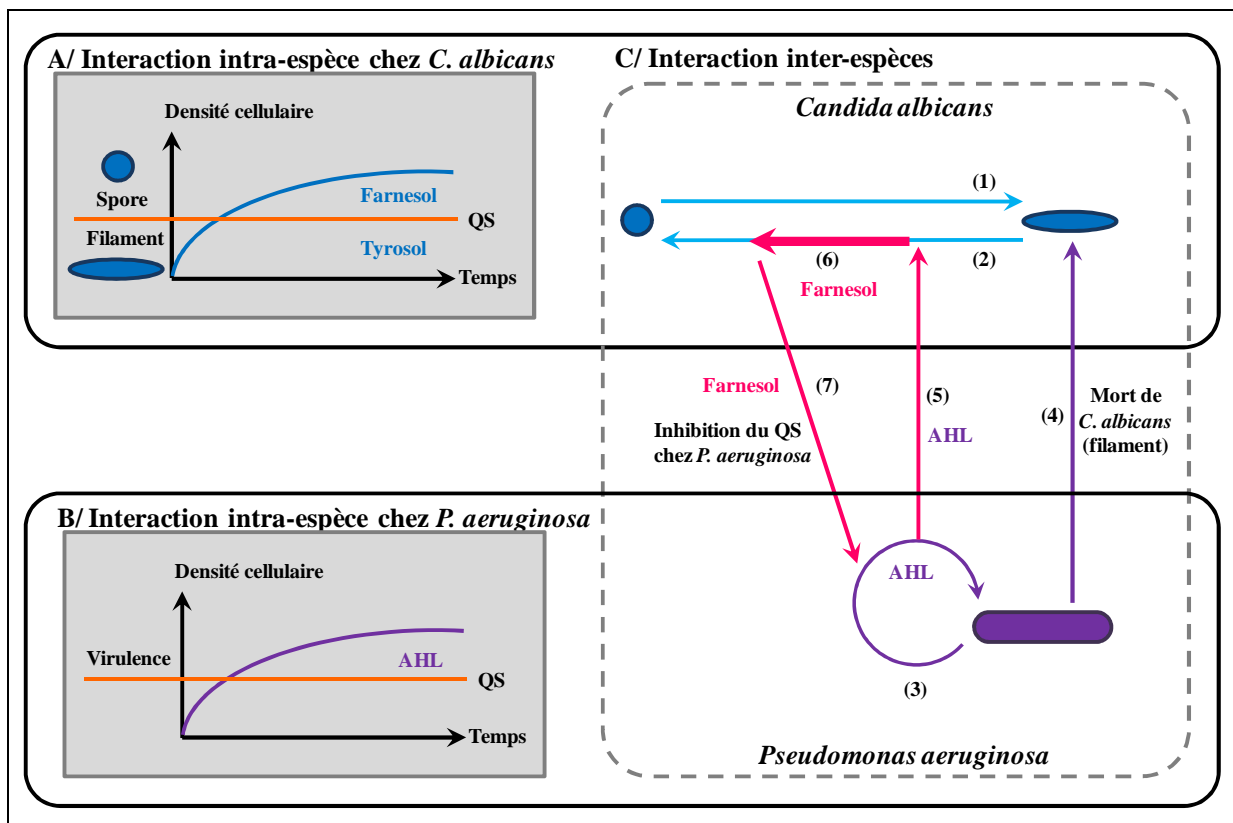 A/ Interaction intra-espèce chez C. albicans
Densité cellulaire
Spore
Farnesol
QS
Filament
Tyrosol
Temps
C/ Interaction inter-espèces
Candida albicans
(1)
(6)
(2)
Farnesol
Farnesol
(7)
Inhibition du QS
chez P. aeruginosa
(5)
AHL
(4)
Mort de
C. albicans
(filament)
B/ Interaction intra-espèce chez P. aeruginosa
Densité cellulaire
Virulence
AHL
QS
Temps
AHL
(3)
Pseudomonas aeruginosa